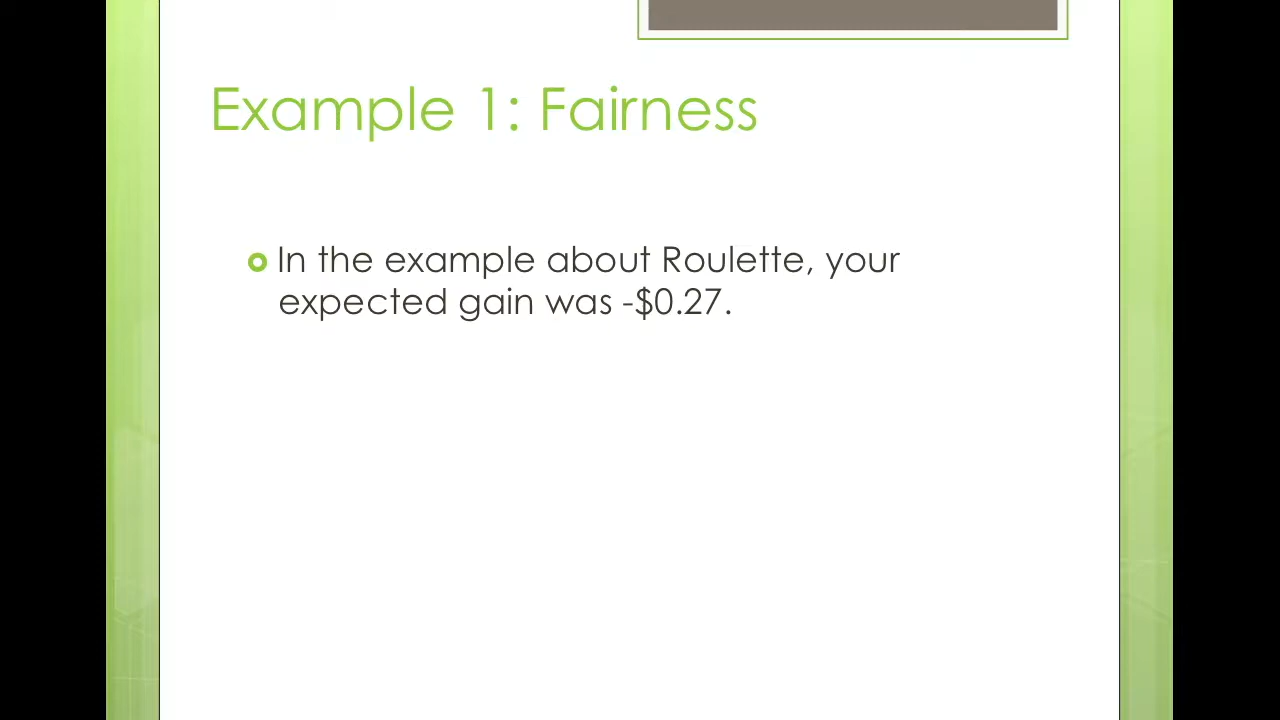 Example 1: Fairness
In the example about Roulette, your
expected gain was -$0.27.